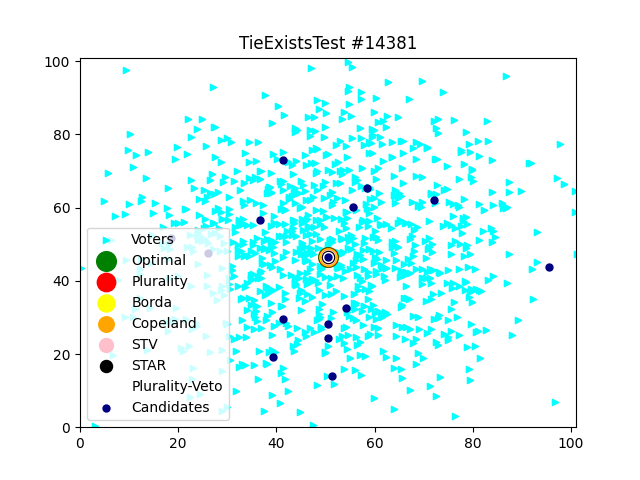 TieExistsTest #14381
100
80
60
40
20
0
Voters
Optimal
Plurality
Borda
Copeland
STV
STAR
Plurality-Veto
Candidates
0 20 40 60 80 100